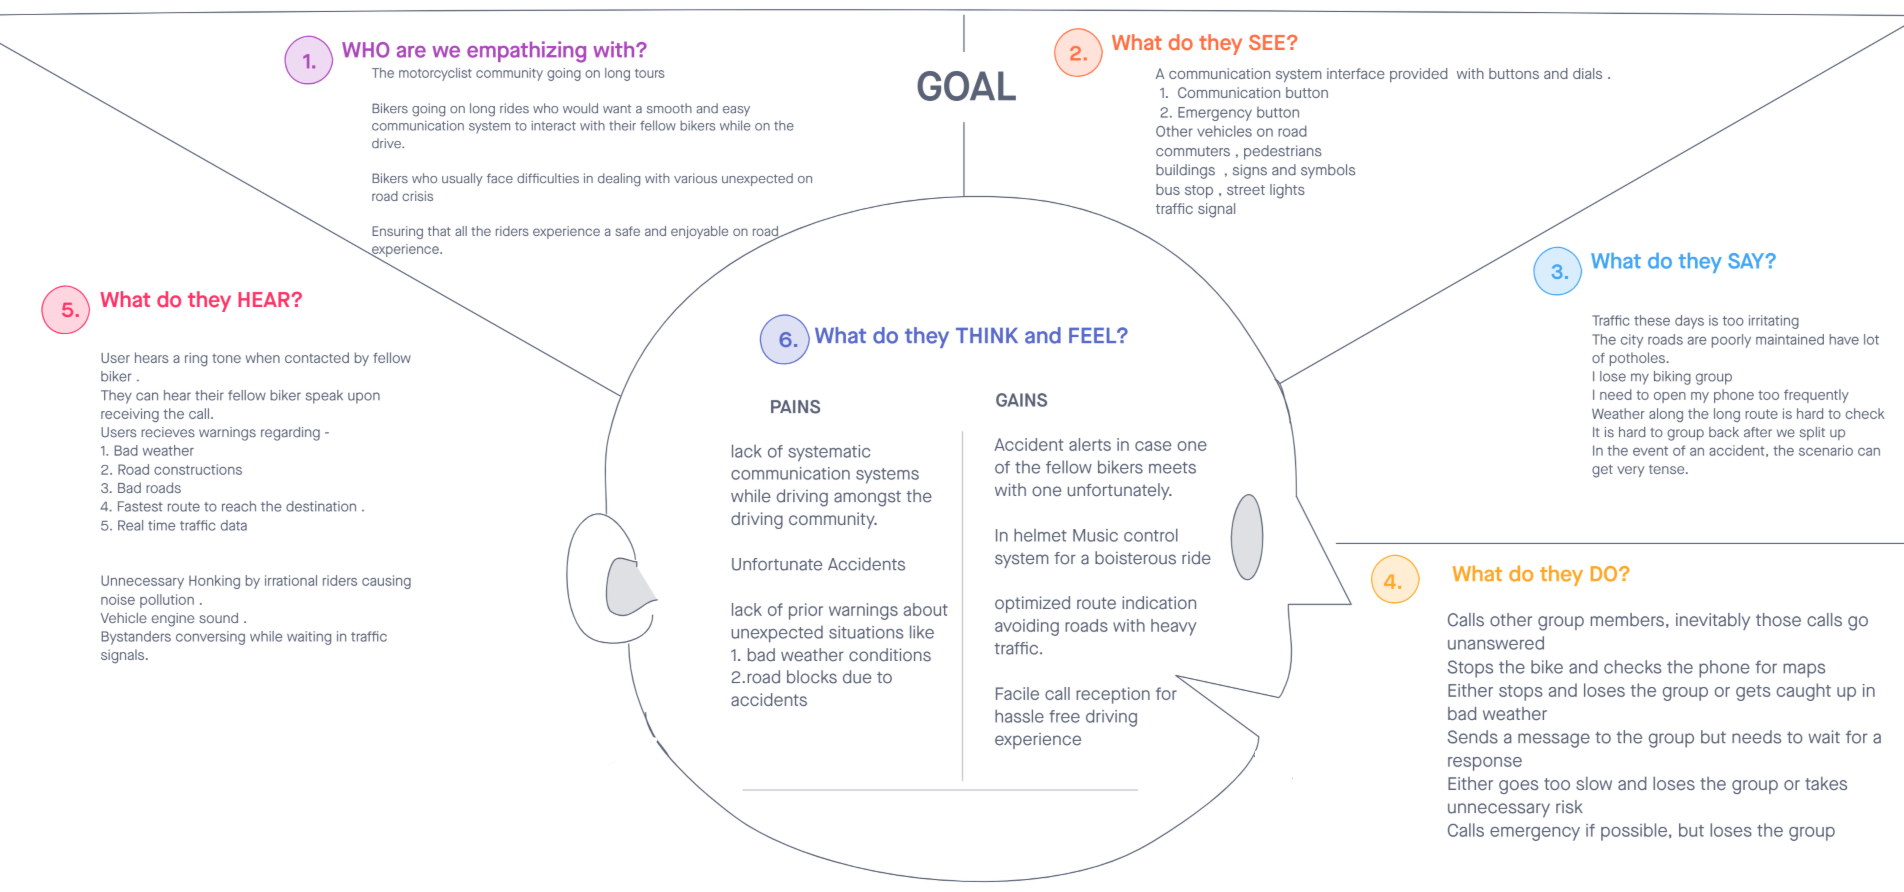 GOAL
1.
WHO are we empathizing with?
The motorcyclist community going on long tours
Bikers going on long rides who would want a smooth and easy
communication system to interact with their fellow bikers while on the
drive.
Bikers who usually face difficulties in dealing with various unexpected on
road crisis
Ensuring that all the riders experience a safe and enjoyable on road
experience.
2.
What do they SEE?
A communication system interface provided  with buttons and dials .
1.  Communication button
2. Emergency button
Other vehicles on road
commuters , pedestrians
buildings  , signs and symbols
bus stop , street lights
traffic signal
3.
What do they SAY?
Traffic these days is too irritating
The city roads are poorly maintained have lot
of potholes.
I lose my biking group
I need to open my phone too frequently
Weather along the long route is hard to check
It is hard to group back after we split up
In the event of an accident, the scenario can
get very tense.
4.
What do they DO?
Calls other group members, inevitably those calls go
unanswered
Stops the bike and checks the phone for maps
Either stops and loses the group or gets caught up in
bad weather
Sends a message to the group but needs to wait for a
response
Either goes too slow and loses the group or takes
unnecessary risk
Calls emergency if possible, but loses the group
5.
What do they HEAR?
User hears a ring tone when contacted by fellow
biker .
They can hear their fellow biker speak upon
receiving the call.
Users recieves warnings regarding -
1. Bad weather
2. Road constructions
3. Bad roads
4. Fastest route to reach the destination .
5. Real time traffic data
Unnecessary Honking by irrational riders causing
noise pollution .
Vehicle engine sound .
Bystanders conversing while waiting in traffic
signals.
6.
What do they THINK and FEEL?
PAINS
lack of systematic
communication systems
while driving amongst the
driving community.
Unfortunate Accidents
lack of prior warnings about
unexpected situations like
1. bad weather conditions
2.road blocks due to
accidents
GAINS
Accident alerts in case one
of the fellow bikers meets
with one unfortunately.
In helmet Music control
system for a boisterous ride
optimized route indication
avoiding roads with heavy
traffic.
Facile call reception for
hassle free driving
experience